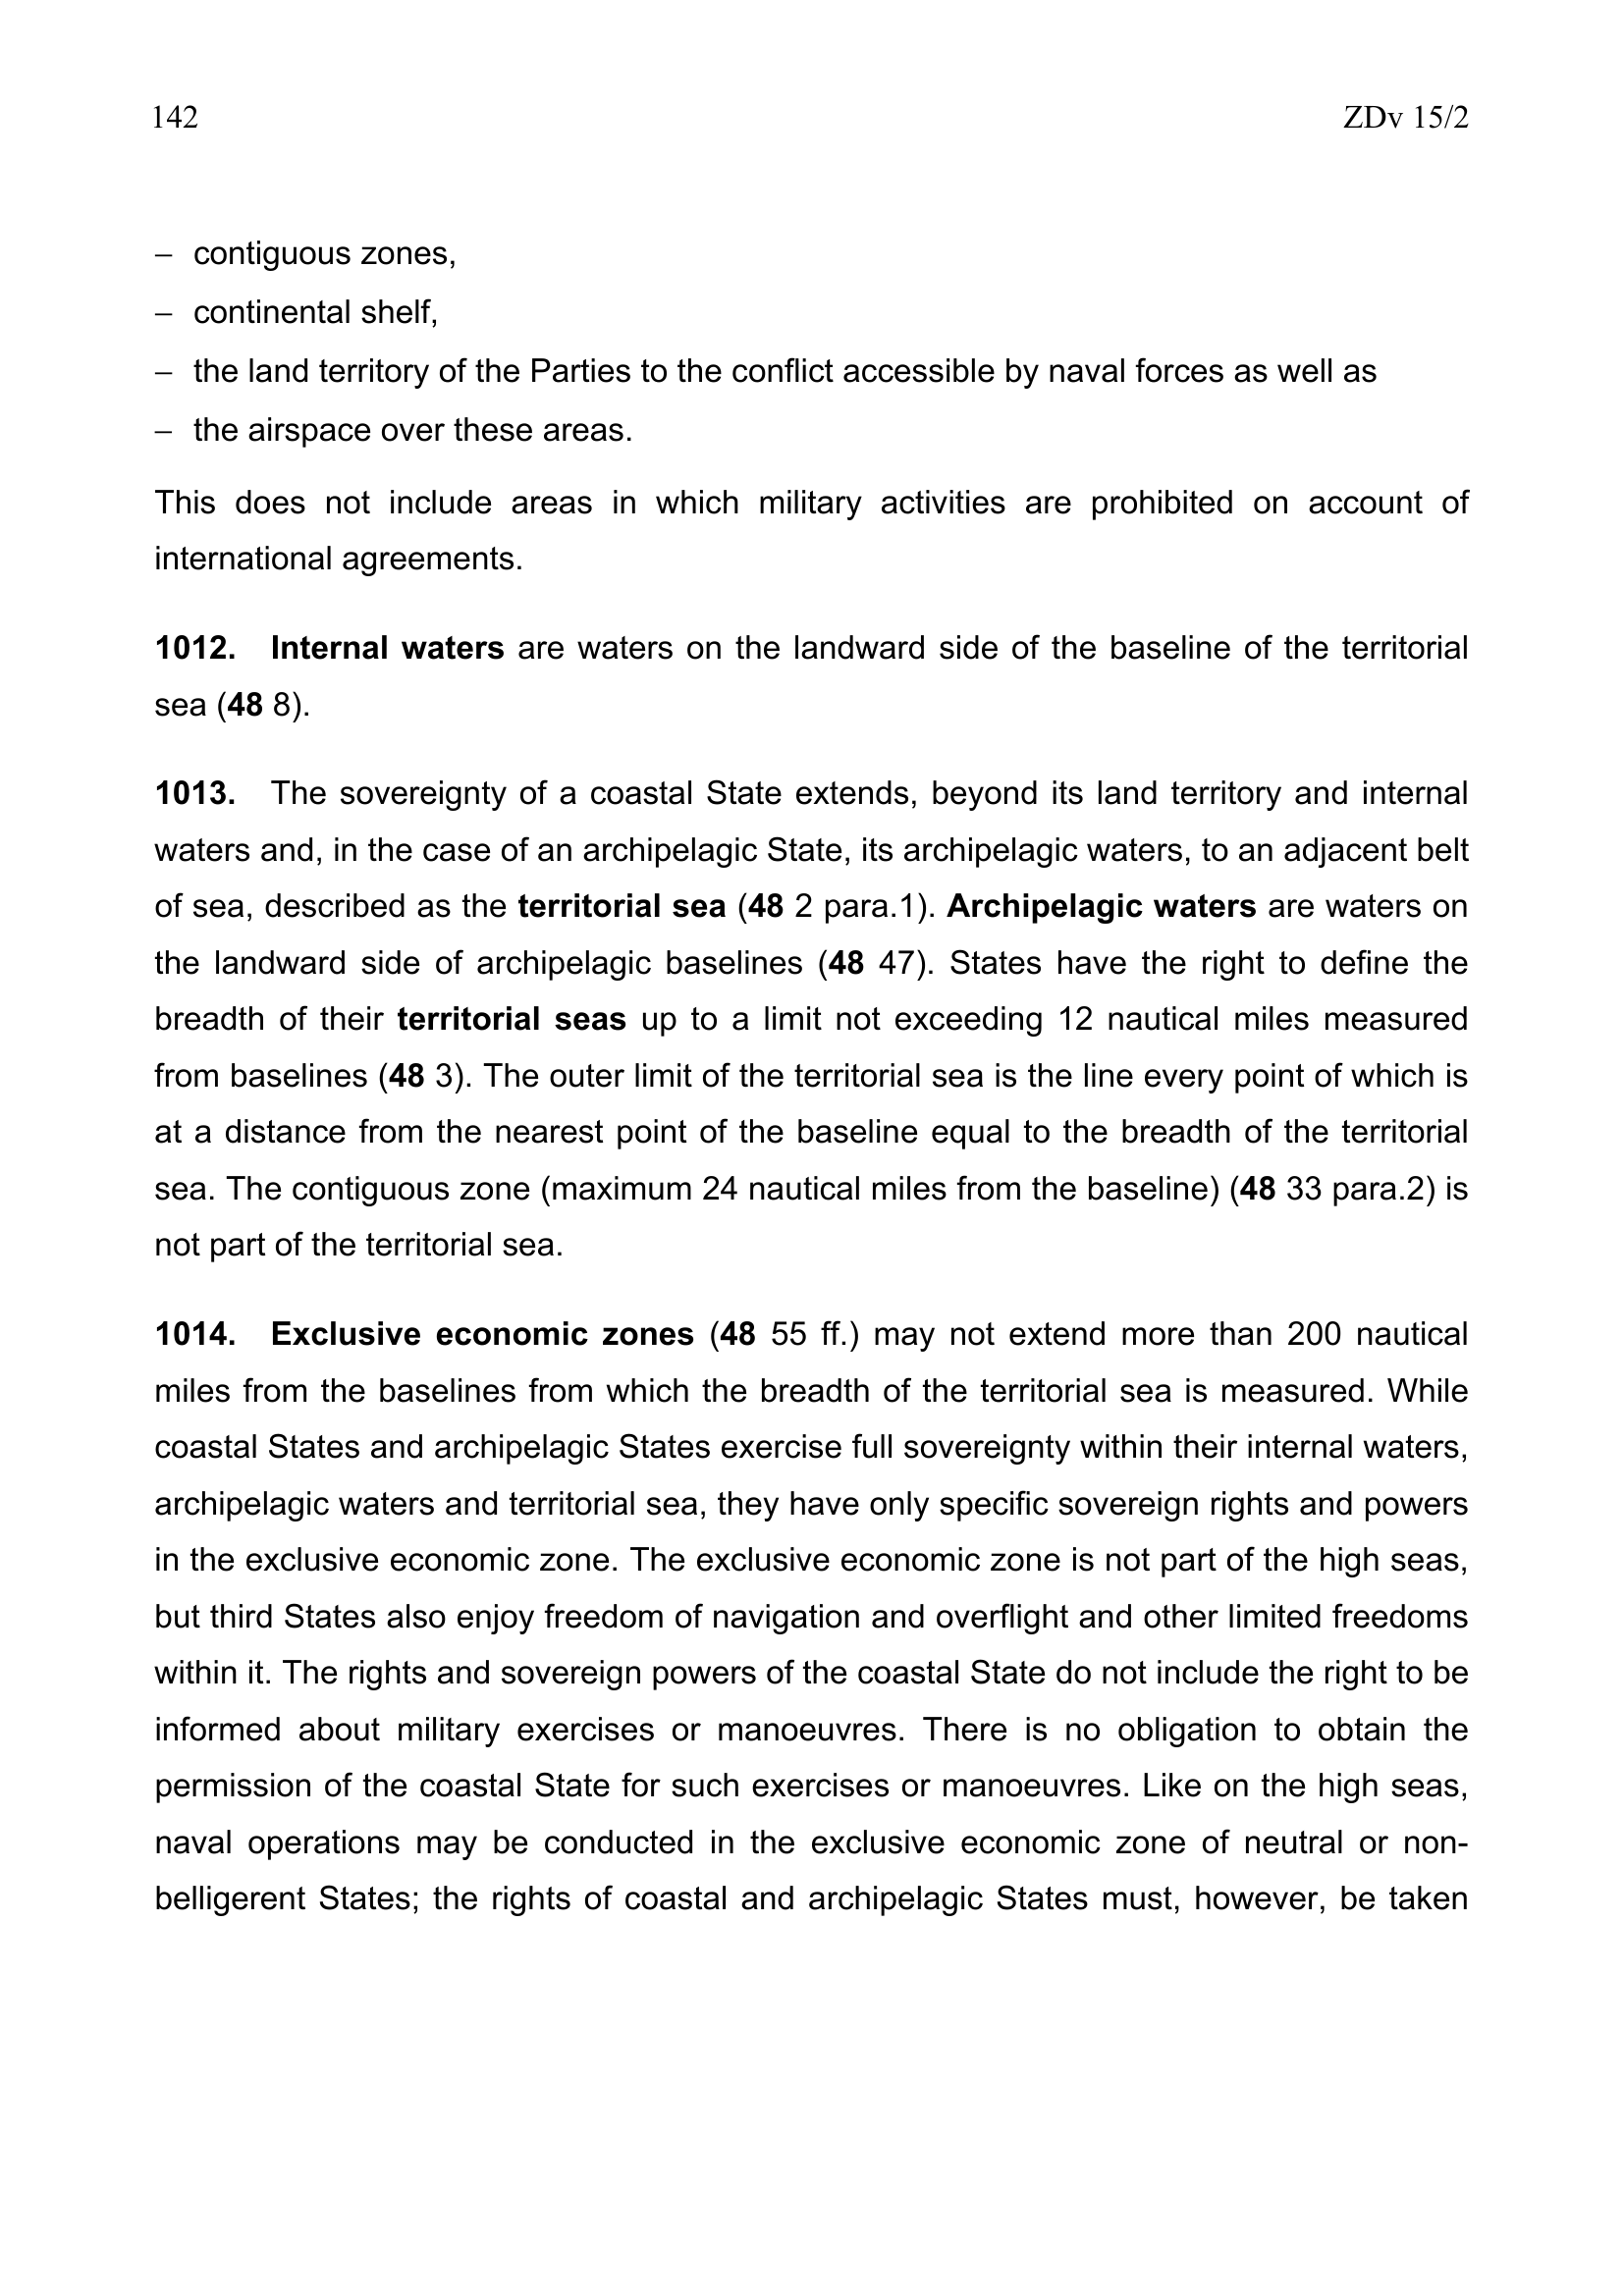 142 ZDv 15/2
– contiguous zones,
– continental shelf,
– the land territory of the Parties to the conflict accessible by naval forces as well as
– the airspace over these areas.
This does not include areas in which military activities are prohibited on account of
international agreements.
1012. Internal waters are waters on the landward side of the baseline of the territorial
sea (48 8).
1013. The sovereignty of a coastal State extends, beyond its land territory and internal
waters and, in the case of an archipelagic State, its archipelagic waters, to an adjacent belt
of sea, described as the territorial sea (48 2 para.1). Archipelagic waters are waters on
the landward side of archipelagic baselines (48 47). States have the right to define the
breadth of their territorial seas up to a limit not exceeding 12 nautical miles measured
from baselines (48 3). The outer limit of the territorial sea is the line every point of which is
at a distance from the nearest point of the baseline equal to the breadth of the territorial
sea. The contiguous zone (maximum 24 nautical miles from the baseline) (48 33 para.2) is
not part of the territorial sea.
1014. Exclusive economic zones (48 55 ff.) may not extend more than 200 nautical
miles from the baselines from which the breadth of the territorial sea is measured. While
coastal States and archipelagic States exercise full sovereignty within their internal waters,
archipelagic waters and territorial sea, they have only specific sovereign rights and powers
in the exclusive economic zone. The exclusive economic zone is not part of the high seas,
but third States also enjoy freedom of navigation and overflight and other limited freedoms
within it. The rights and sovereign powers of the coastal State do not include the right to be
informed about military exercises or manoeuvres. There is no obligation to obtain the
permission of the coastal State for such exercises or manoeuvres. Like on the high seas,
naval operations may be conducted in the exclusive economic zone of neutral or non-
belligerent States; the rights of coastal and archipelagic States must, however, be taken